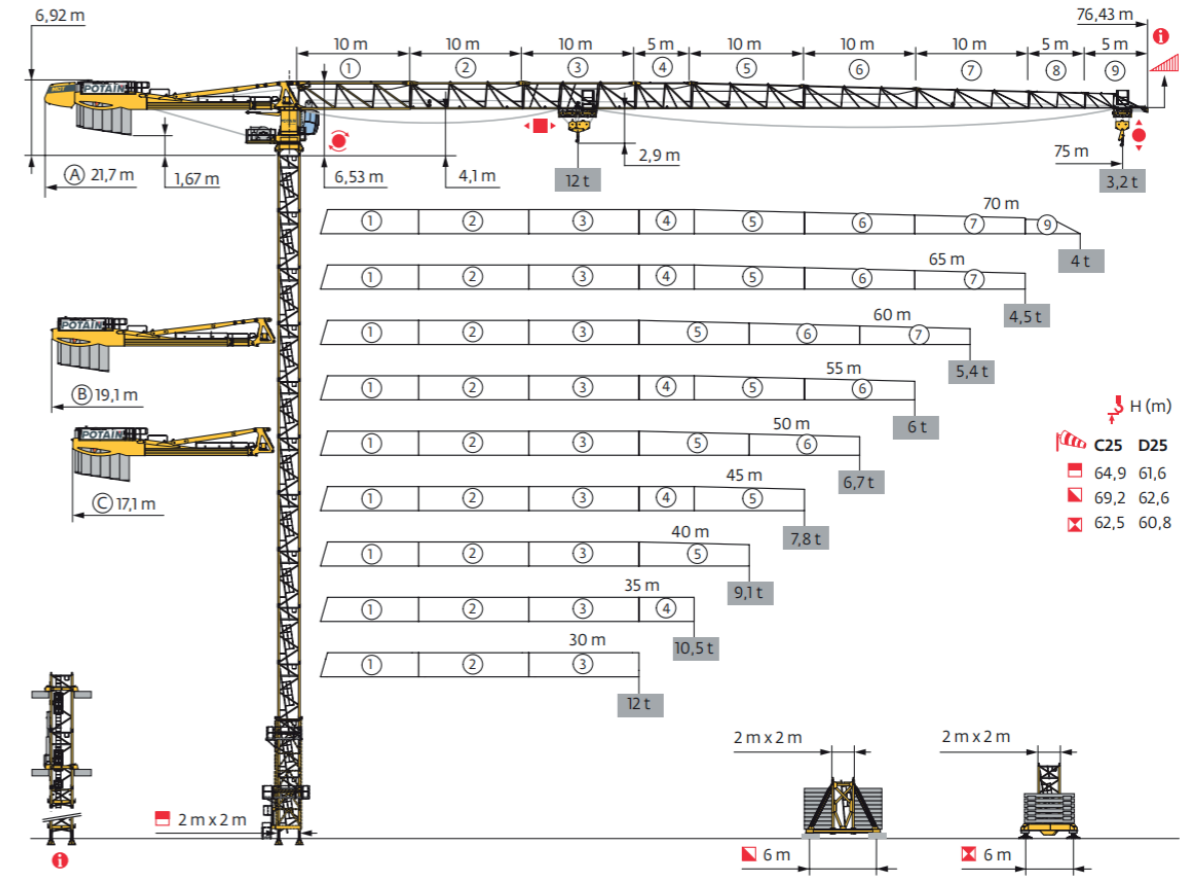 6,92 m
76,43 m
i
10 m 10 m 10 m 5 m 10 m 10 m 10 m 5 m 5 m
1 2 3 4 5 6 7 8 9
POTAIN
A 21,7 m
1,67 m
6,53 m
4,1 m
12 t
2,9 m
75 m
3,2 t
70 m
1 2 3 4 5 6 7 9
4 t
65 m
1 2 3 4 5 6 7
4,5 t
POTAIN
B 19,1 m
60 m
1 2 3 5 6 7
5,4 t
55 m
1 2 3 4 5 6
6 t
POTAIN
C 17,1 m
50 m
1 2 3 5 6
6,7 t
45 m
1 2 3 4 5
7,8 t
40 m
1 2 3 5
9,1 t
35 m
1 2 3 4
10,5 t
30 m
1 2 3
12 t
H (m)
C25 D25
64,9 61,6
69,2 62,6
62,5 60,8
i
2 m x 2 m
2 m x 2 m
6 m
2 m x 2 m
6 m